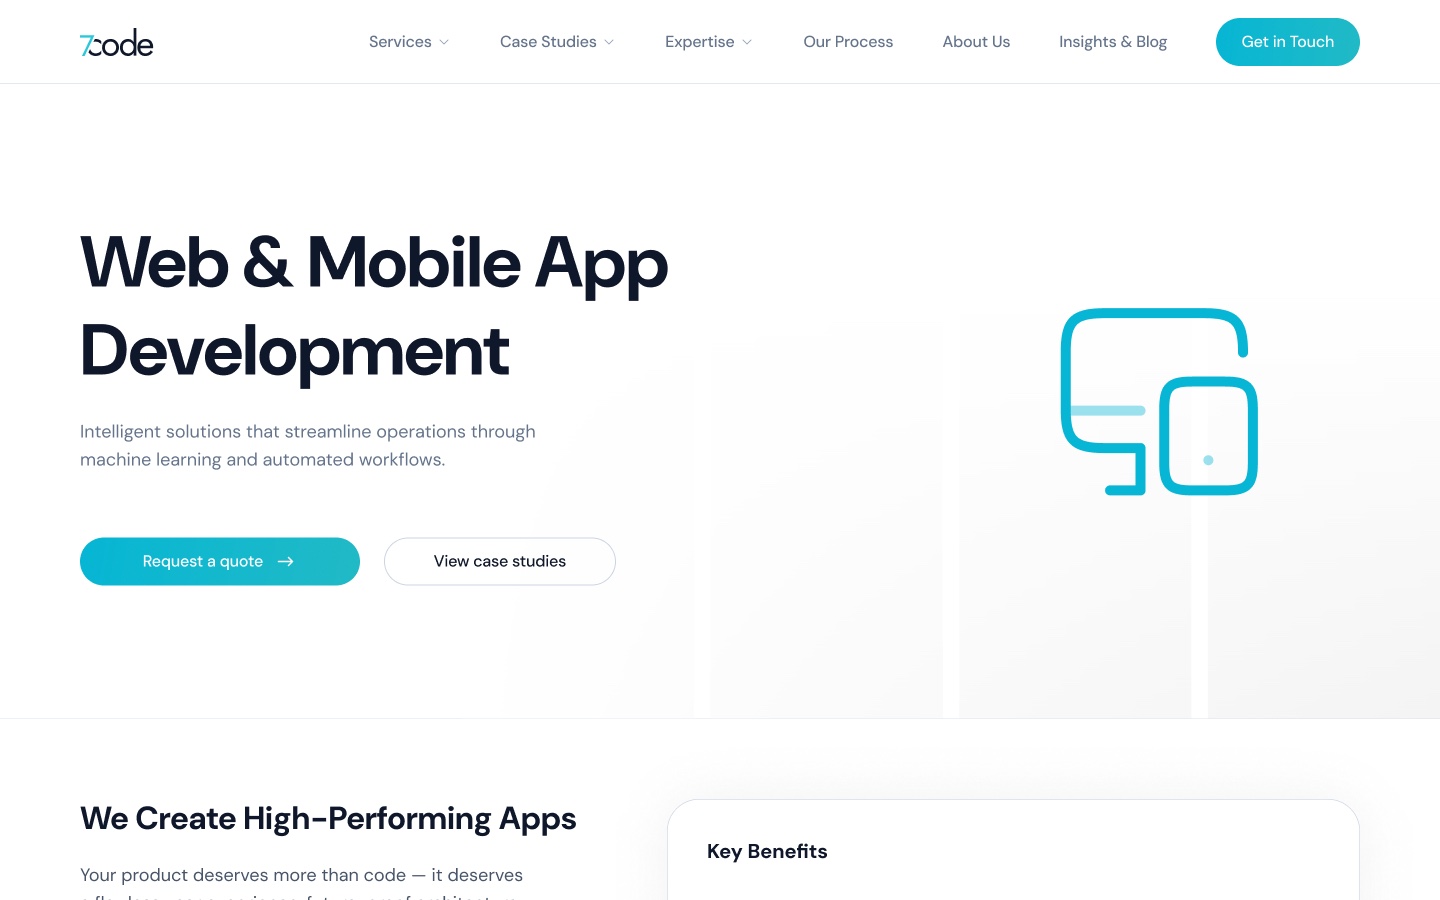 7code
Services
Case Studies
Expertise
Our Process
About Us
Insights & Blog
Get in Touch
Web & Mobile App
Development
Intelligent solutions that streamline operations through
machine learning and automated workflows.
Request a quote →
View case studies
We Create High-Performing Apps
Your product deserves more than code — it deserves
Key Benefits